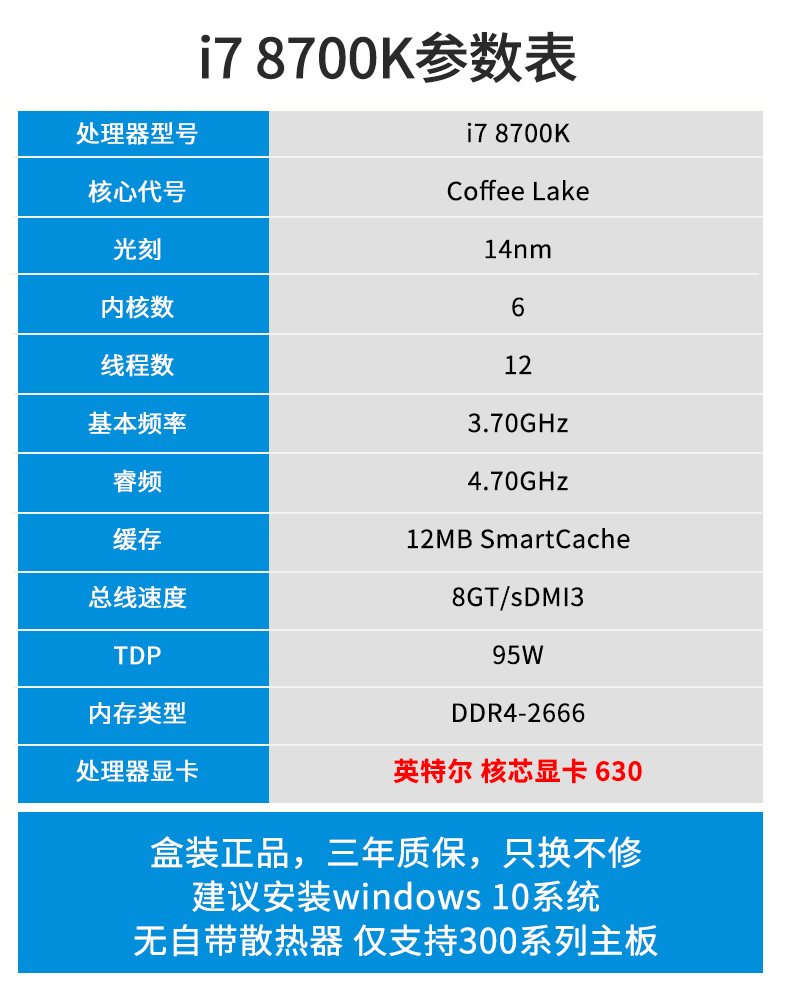 i7 8700K参数表
处理器型号 i7 8700K
核心代号 Coffee Lake
光刻 14nm
内核数 6
线程数 12
基本频率 3.70GHz
睿频 4.70GHz
缓存 12MB SmartCache
总线速度 8GT/sDMI3
TDP 95W
内存类型 DDR4-2666
处理器显卡 英特尔 核芯显卡 630
盒装正品，三年质保，只换不修
建议安装windows 10系统
无自带散热器 仅支持300系列主板